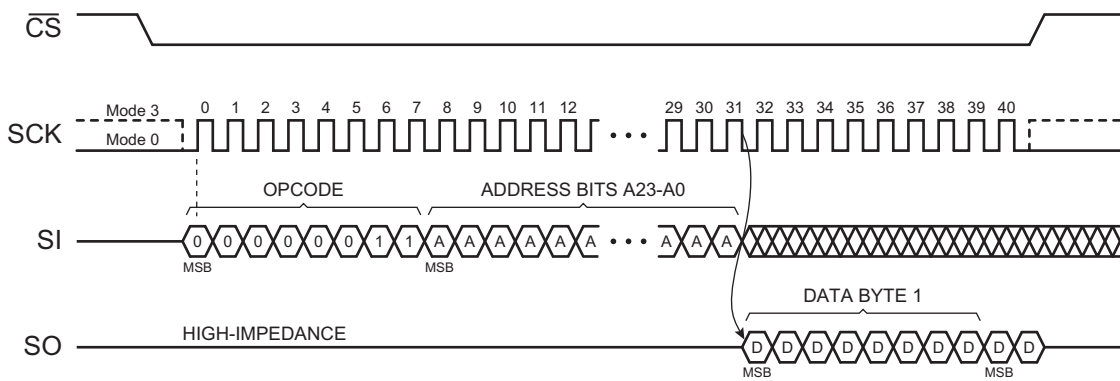 CS
Mode 3 0 1 2 3 4 5 6 7 8 9 10 11 12 29 30 31 32 33 34 35 36 37 38 39 40
SCK
Mode 0
OPCODE ADDRESS BITS A23-A0
SI 0 0 0 0 0 0 1 1 A A A A A A A A A
MSB MSB
DATA BYTE 1
HIGH-IMPEDANCE
SO D D D D D D D D D D
MSB MSB